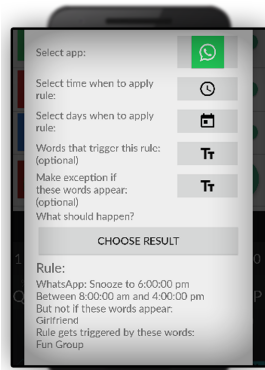 Select app:
Select time when to apply
rule:
Select days when to apply
rule:
Words that trigger this rule:
(optional)
Tт
Make exception if
these words appear:
(optional)
Tт
What should happen?
CHOOSE RESULT
Rule:
WhatsApp: Snooze to 6:00:00 pm
Between 8:00:00 am and 4:00:00 pm
But not if these words appear:
Girlfriend
Rule gets triggered by these words:
Fun Group